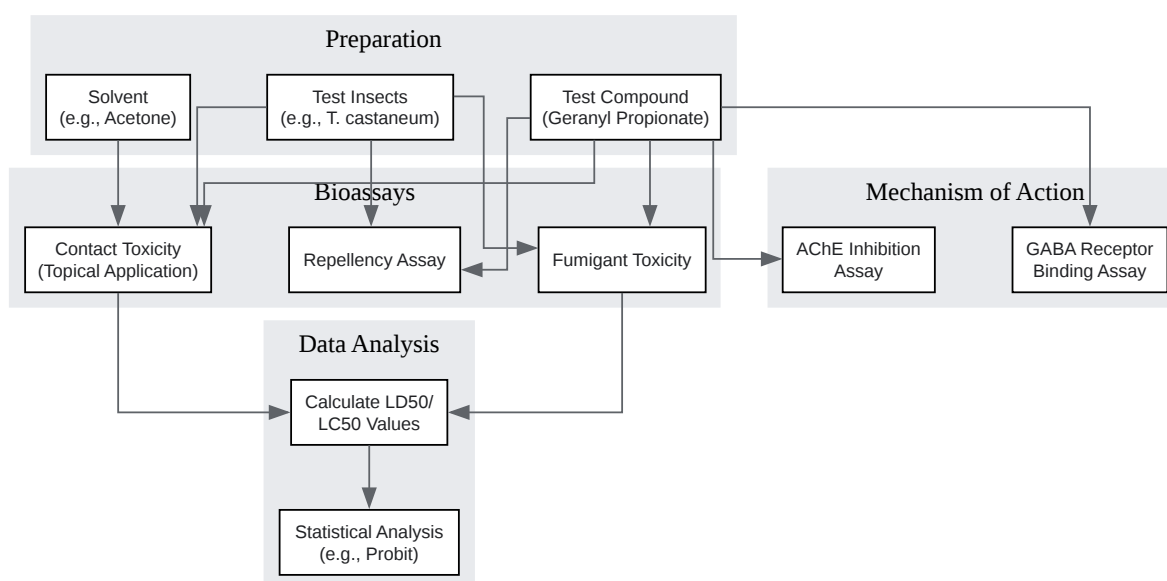 Preparation
Solvent
(e.g., Acetone)
Test Insects
(e.g., T. castaneum)
Test Compound
(Geranyl Propionate)
Bioassays
Mechanism of Action
Contact Toxicity
(Topical Application)
Repellency Assay
Fumigant Toxicity
AChE Inhibition
Assay
GABA Receptor
Binding Assay
Data Analysis
Calculate LD50/
LC50 Values
Statistical Analysis
(e.g., Probit)